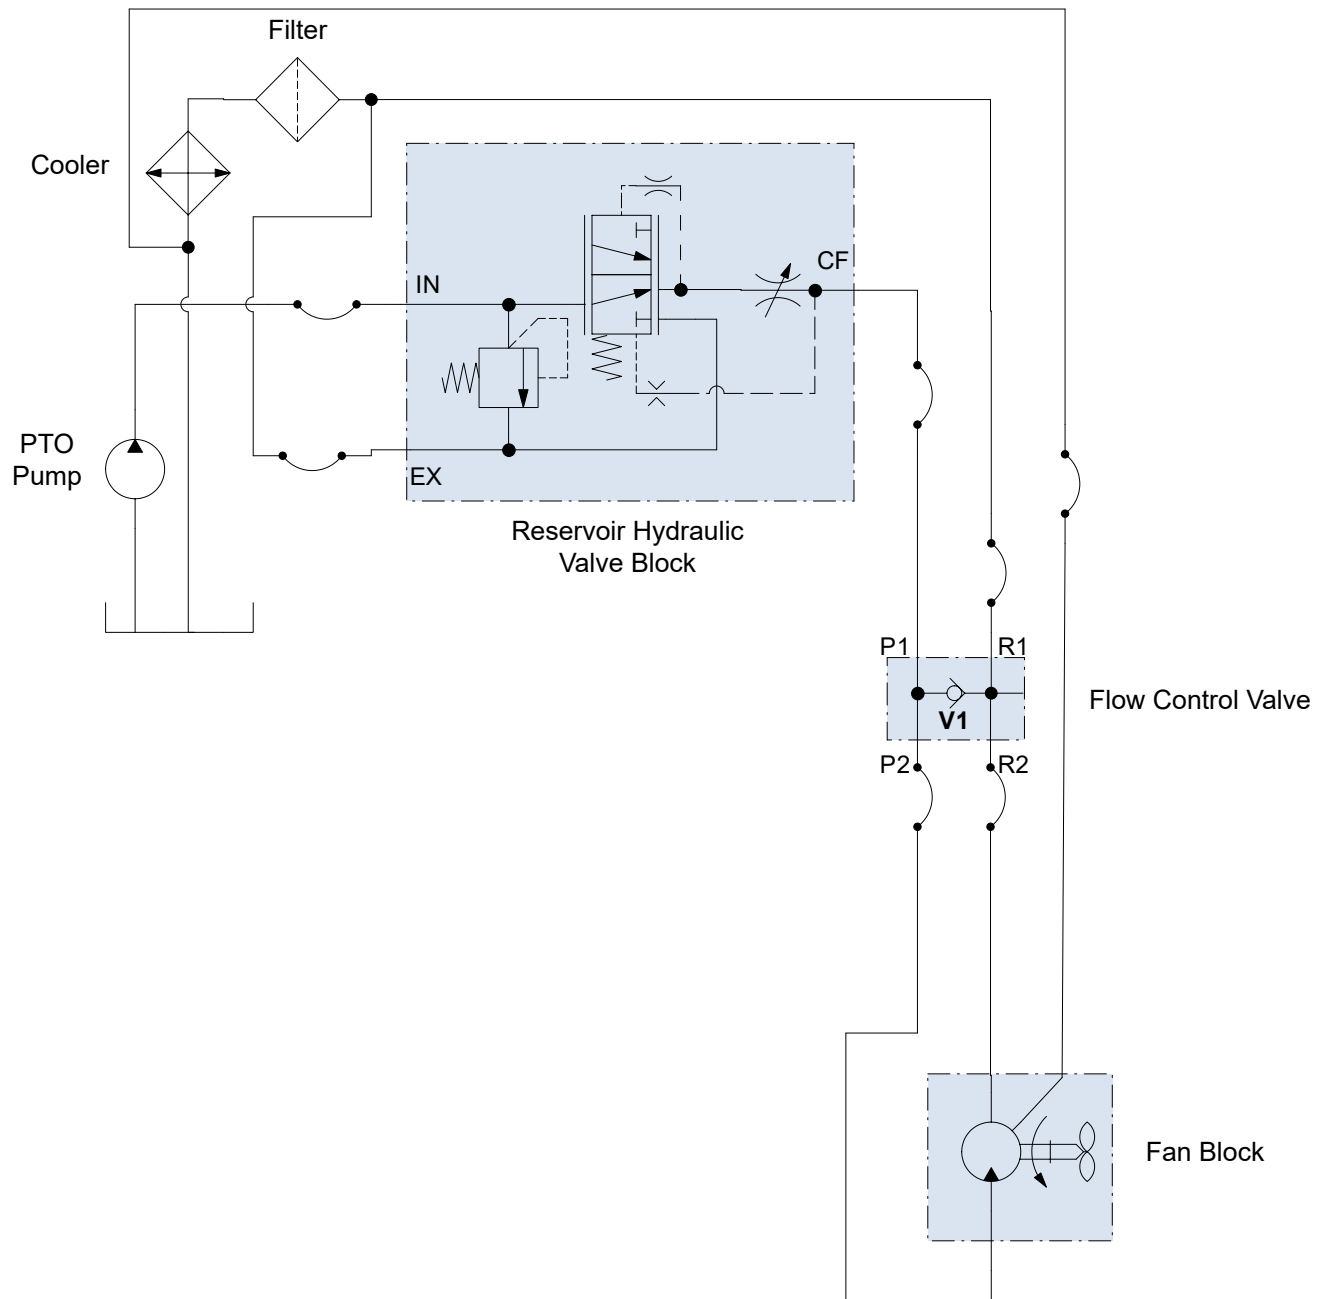 Filter
Cooler
CF
IN
PTO
Pump
EX
Reservoir Hydraulic
Valve Block
P1
R1
Flow Control Valve
V1
P2
R2
Fan Block